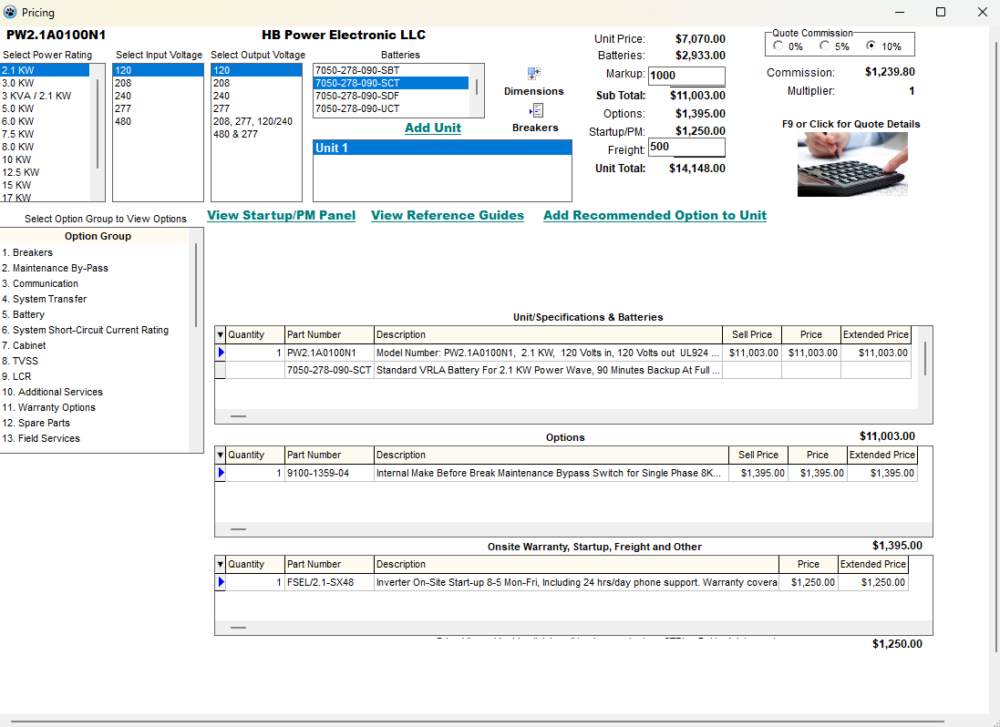 Pricing
PW2.1A0100N1
HB Power Electronic LLC
Select Power Rating
Select Input Voltage
Select Output Voltage
Batteries
2.1 KW
3.0 KW
3 KVA / 2.1 KW
5.0 KW
6.0 KW
7.5 KW
8.0 KW
10 KW
12.5 KW
15 KW
17 KW
120
208
240
277
480
120
208
240
277
208, 277, 120/240
480 & 277
7050-278-090-SBT
7050-278-090-SCT
7050-278-090-SDF
7050-278-090-UCT
Add Unit
Unit 1
Dimensions
Breakers
Unit Price: $7,070.00
Batteries: $2,933.00
Markup: 1000
Sub Total: $11,003.00
Options: $1,395.00
Startup/PM: $1,250.00
Freight: 500
Unit Total: $14,148.00
Quote Commission
0% 5% 10%
Commission: $1,239.80
Multiplier: 1
F9 or Click for Quote Details
Select Option Group to View Options
View Startup/PM Panel View Reference Guides Add Recommended Option to Unit
Option Group
1. Breakers
2. Maintenance By-Pass
3. Communication
4. System Transfer
5. Battery
6. System Short-Circuit Current Rating
7. Cabinet
8. TVSS
9. LCR
10. Additional Services
11. Warranty Options
12. Spare Parts
13. Field Services
Unit/Specifications & Batteries
Quantity Part Number Description Sell Price Price Extended Price
1 PW2.1A0100N1 Model Number: PW2.1A0100N1, 2.1 KW, 120 Volts in, 120 Volts out UL924 ... $11,003.00 $11,003.00 $11,003.00
7050-278-090-SCT Standard VRLA Battery For 2.1 KW Power Wave, 90 Minutes Backup At Full ...
Options $11,003.00
Quantity Part Number Description Sell Price Price Extended Price
1 9100-1359-04 Internal Make Before Break Maintenance Bypass Switch for Single Phase 8K... $1,395.00 $1,395.00 $1,395.00
Onsite Warranty, Startup, Freight and Other $1,395.00
Quantity Part Number Description Price Extended Price
1 FSEL/2.1-SX48 Inverter On-Site Start-up 8-5 Mon-Fri, Including 24 hrs/day phone support. Warranty covera $1,250.00 $1,250.00
$1,250.00